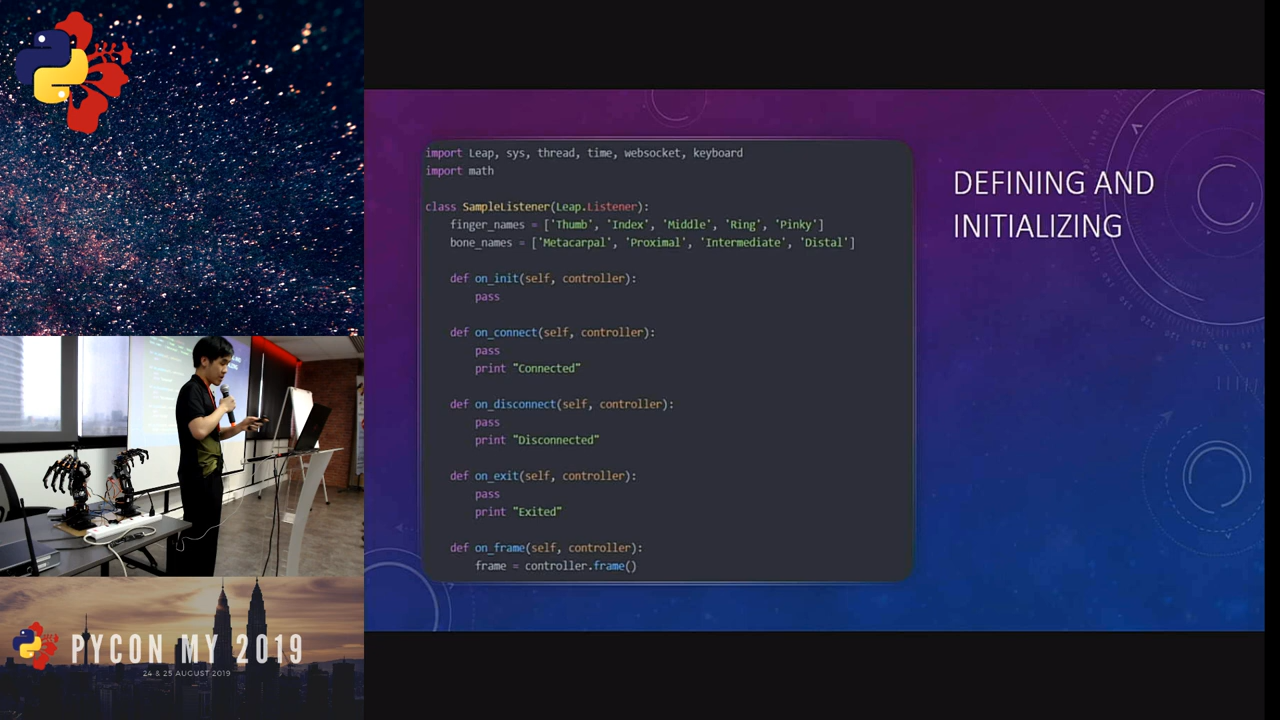 import Leap, sys, thread, time, websocket, keyboard
import math
class SampleListener(Leap.Listener):
finger_names = ['Thumb', 'Index', 'Middle', 'Ring', 'Pinky']
bone_names = ['Metacarpal', 'Proximal', 'Intermediate', 'Distal']
def on_init(self, controller):
pass
def on_connect(self, controller):
pass
print "Connected"
def on_disconnect(self, controller):
pass
print "Disconnected"
def on_exit(self, controller):
pass
print "Exited"
def on_frame(self, controller):
frame = controller.frame()
DEFINING AND
INITIALIZING
PYCON MY 2019
24 & 25 AUGUST 2019